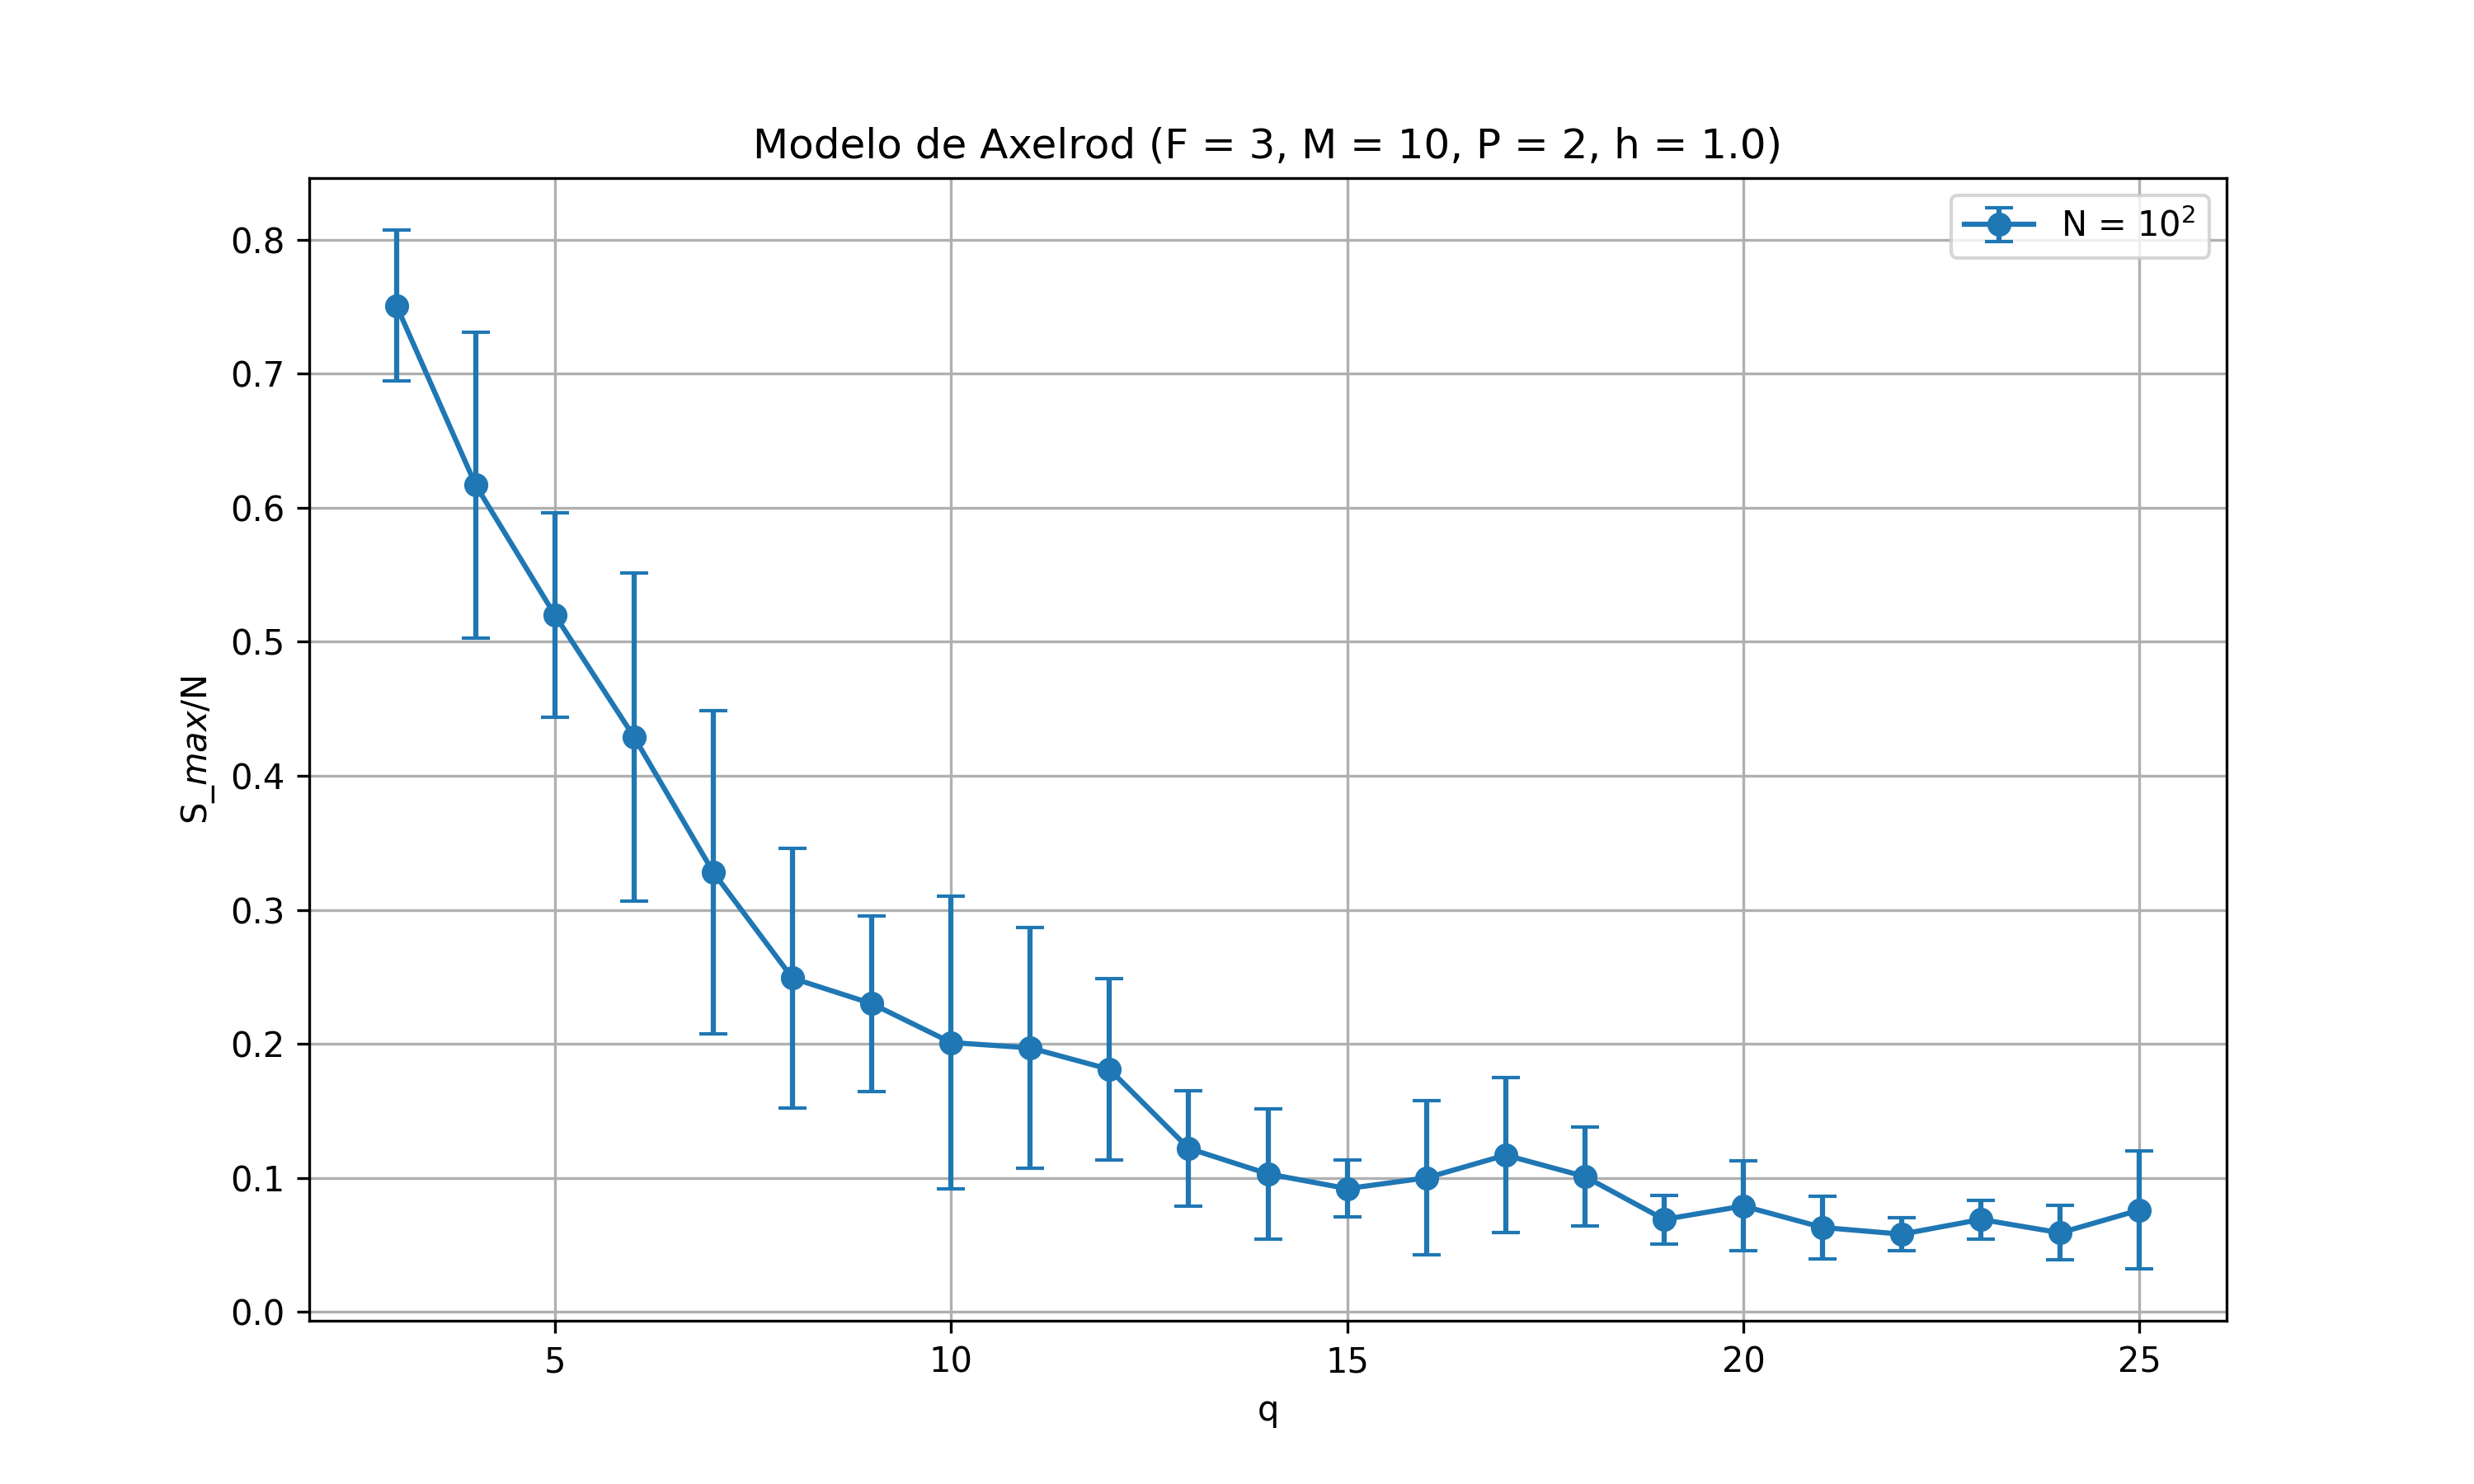 Modelo de Axelrod (F = 3, M = 10, P = 2, h = 1.0)
N = 10²
0.8
0.7
0.6
0.5
0.4
0.3
0.2
0.1
0.0
S_max/N
5 10 15 20 25
q